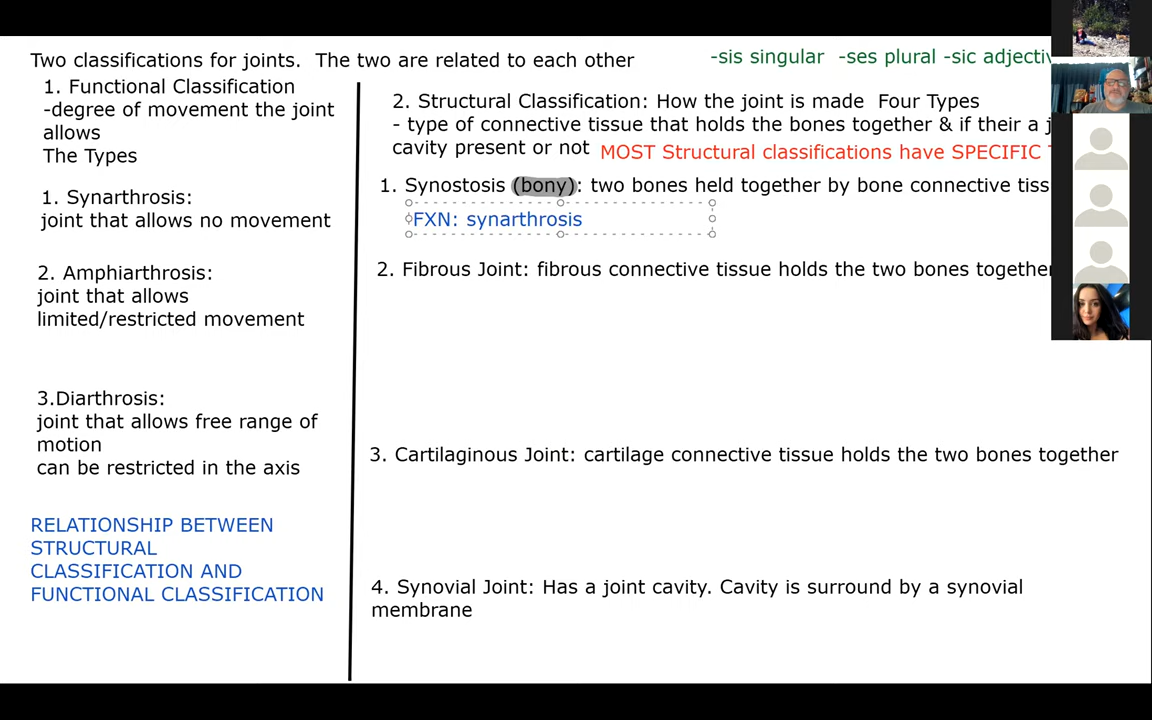 Two classifications for joints.  The two are related to each other
-sis singular  -ses plural -sic
1. Functional Classification
-degree of movement the joint
allows
The Types
1. Synarthrosis:
joint that allows no movement
2. Amphiarthrosis:
joint that allows
limited/restricted movement
3.Diarthrosis:
joint that allows free range of
motion
can be restricted in the axis
RELATIONSHIP BETWEEN
STRUCTURAL
CLASSIFICATION AND
FUNCTIONAL CLASSIFICATION
2. Structural Classification: How the joint is made  Four Types
- type of connective tissue that holds the bones together & if their a
cavity present or not
MOST Structural classifications have SPECIFIC
1. Synostosis (bony): two bones held together by bone connective
FXN: synarthrosis
2. Fibrous Joint: fibrous connective tissue holds the two bones together
3. Cartilaginous Joint: cartilage connective tissue holds the two bones together
4. Synovial Joint: Has a joint cavity. Cavity is surround by a synovial
membrane